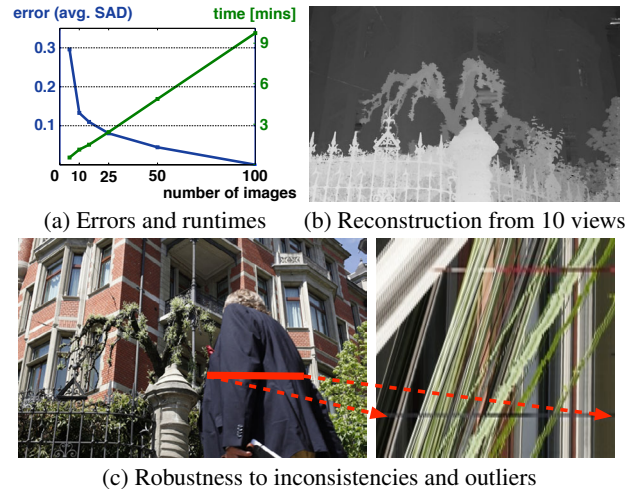 error (avg. SAD) time [mins]
0.3 9
0.2 6
0.1 3
0 10 25 50 100
number of images
(a) Errors and runtimes (b) Reconstruction from 10 views
(c) Robustness to inconsistencies and outliers